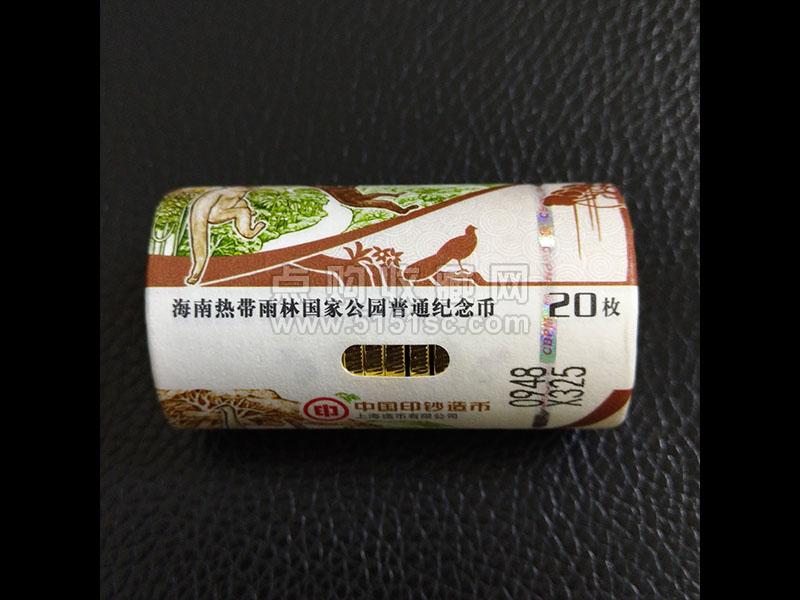 点购收藏网
海南热带雨林国家公园普通纪念币 20枚
www.5151sc.com
CBPM
0948
X325
印 中国印钞造币
上海造币有限公司